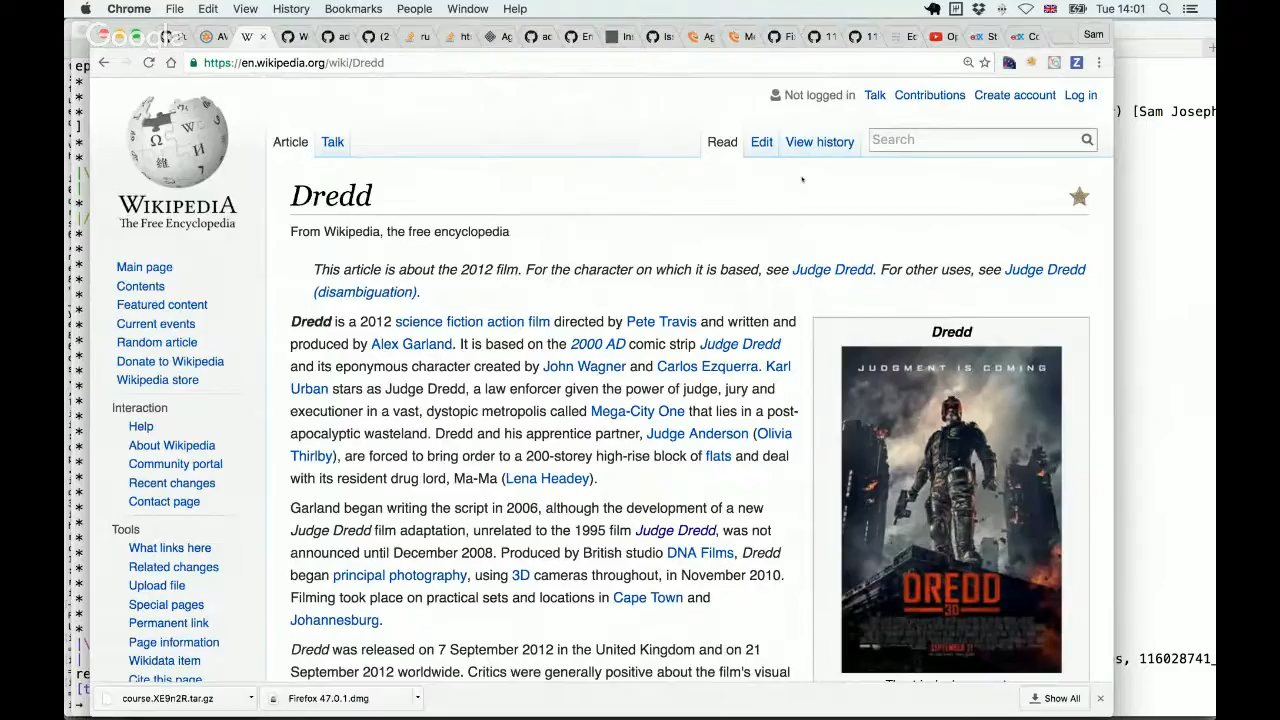 Chrome File Edit View History Bookmarks People Window Help Tue 14:01
Google
Sam
https://en.wikipedia.org/wiki/Dredd
Not logged in Talk Contributions Create account Log in
Article Talk Read Edit View history Search
WIKIPEDIA
The Free Encyclopedia
Dredd
From Wikipedia, the free encyclopedia
This article is about the 2012 film. For the character on which it is based, see Judge Dredd. For other uses, see Judge Dredd
(disambiguation).
Dredd is a 2012 science fiction action film directed by Pete Travis and written and
produced by Alex Garland. It is based on the 2000 AD comic strip Judge Dredd
and its eponymous character created by John Wagner and Carlos Ezquerra. Karl
Urban stars as Judge Dredd, a law enforcer given the power of judge, jury and
executioner in a vast, dystopic metropolis called Mega-City One that lies in a post-
apocalyptic wasteland. Dredd and his apprentice partner, Judge Anderson (Olivia
Thirlby), are forced to bring order to a 200-storey high-rise block of flats and deal
with its resident drug lord, Ma-Ma (Lena Headey).
Garland began writing the script in 2006, although the development of a new
Judge Dredd film adaptation, unrelated to the 1995 film Judge Dredd, was not
announced until December 2008. Produced by British studio DNA Films, Dredd
began principal photography, using 3D cameras throughout, in November 2010.
Filming took place on practical sets and locations in Cape Town and
Johannesburg.
Dredd was released on 7 September 2012 in the United Kingdom and on 21
September 2012 worldwide. Critics were generally positive about the film's visual
Dredd
JUDGMENT IS COMING
DREDD
3D
SEPTEMBER 21
Main page
Contents
Featured content
Current events
Random article
Donate to Wikipedia
Wikipedia store
Interaction
Help
About Wikipedia
Community portal
Recent changes
Contact page
Tools
What links here
Related changes
Upload file
Special pages
Permanent link
Page information
Wikidata item
Cite this page
) [Sam Joseph
s, 116028741_
course.XE9n2R.tar.gz Firefox 47.0.1.dmg Show All